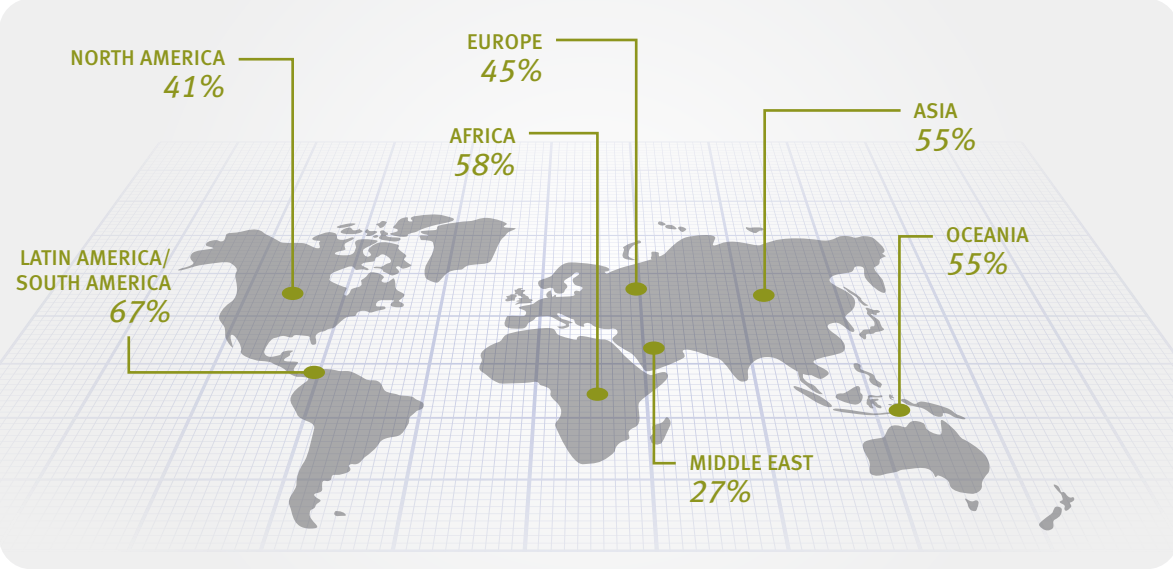 NORTH AMERICA
41%
EUROPE
45%
ASIA
55%
AFRICA
58%
OCEANIA
55%
LATIN AMERICA/
SOUTH AMERICA
67%
MIDDLE EAST
27%